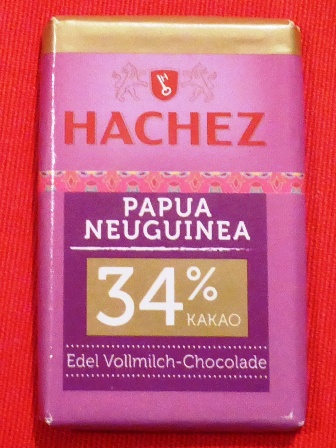 HACHEZ
PAPUA
NEUGUINEA
34%
KAKAO
Edel Vollmilch-Chocolade